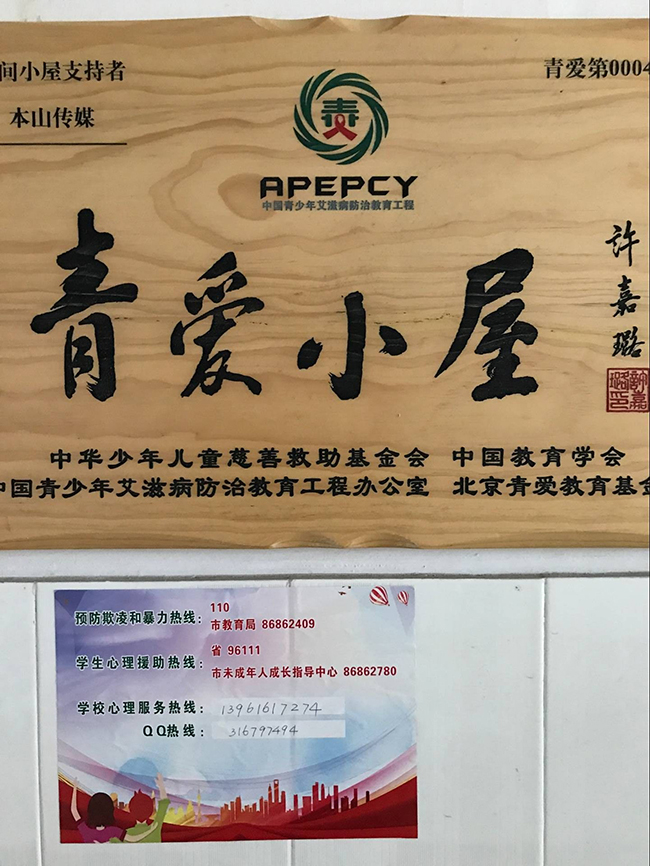 间小屋支持者
本山传媒
青爱第0004
青
APEPCY
中国青少年艾滋病防治教育工程
青爱小屋
许嘉璐
許嘉璐印
中华少年儿童慈善救助基金会 中国教育学会
中国青少年艾滋病防治教育工程办公室 北京青爱教育基金
预防欺凌和暴力热线: 110
市教育局 86862409
学生心理援助热线: 省 96111
市未成年人成长指导中心 86862780
学校心理服务热线: 13961617274
QQ热线: 316797494